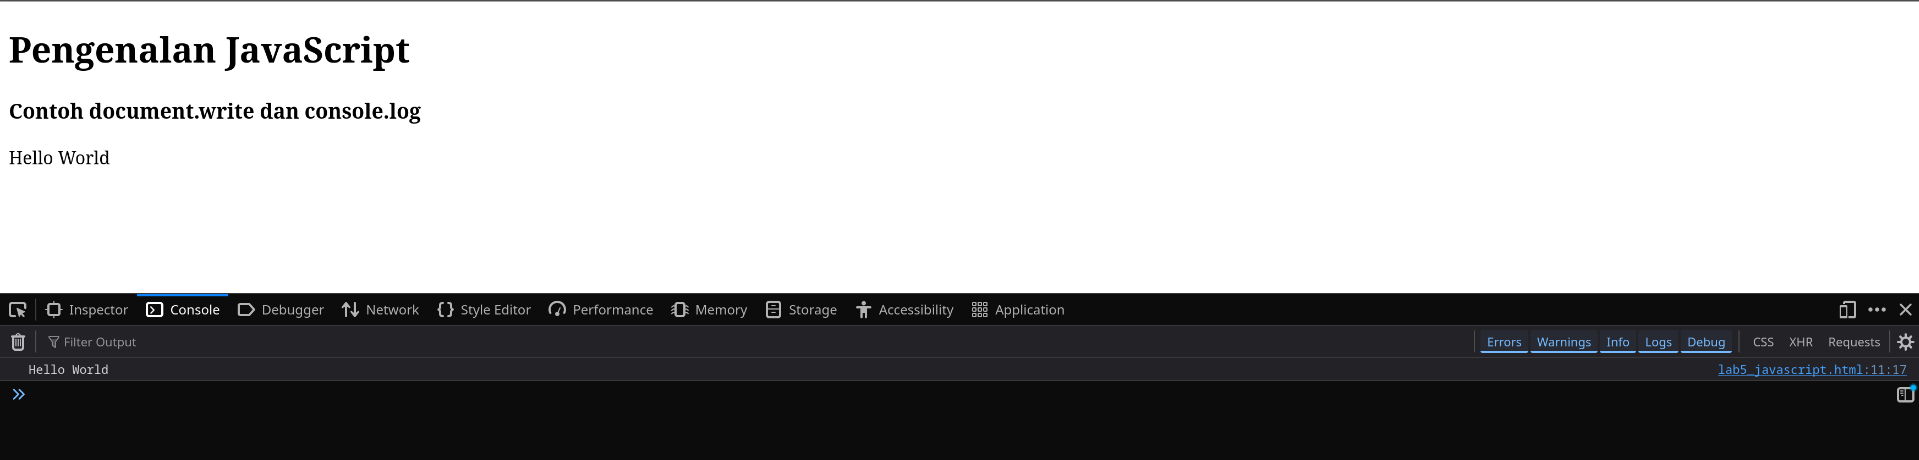 Pengenalan JavaScript
Contoh document.write dan console.log
Hello World
Inspector Console Debugger Network Style Editor Performance Memory Storage Accessibility Application
Filter Output Errors Warnings Info Logs Debug CSS XHR Requests
Hello World lab5_javascript.html:11:17